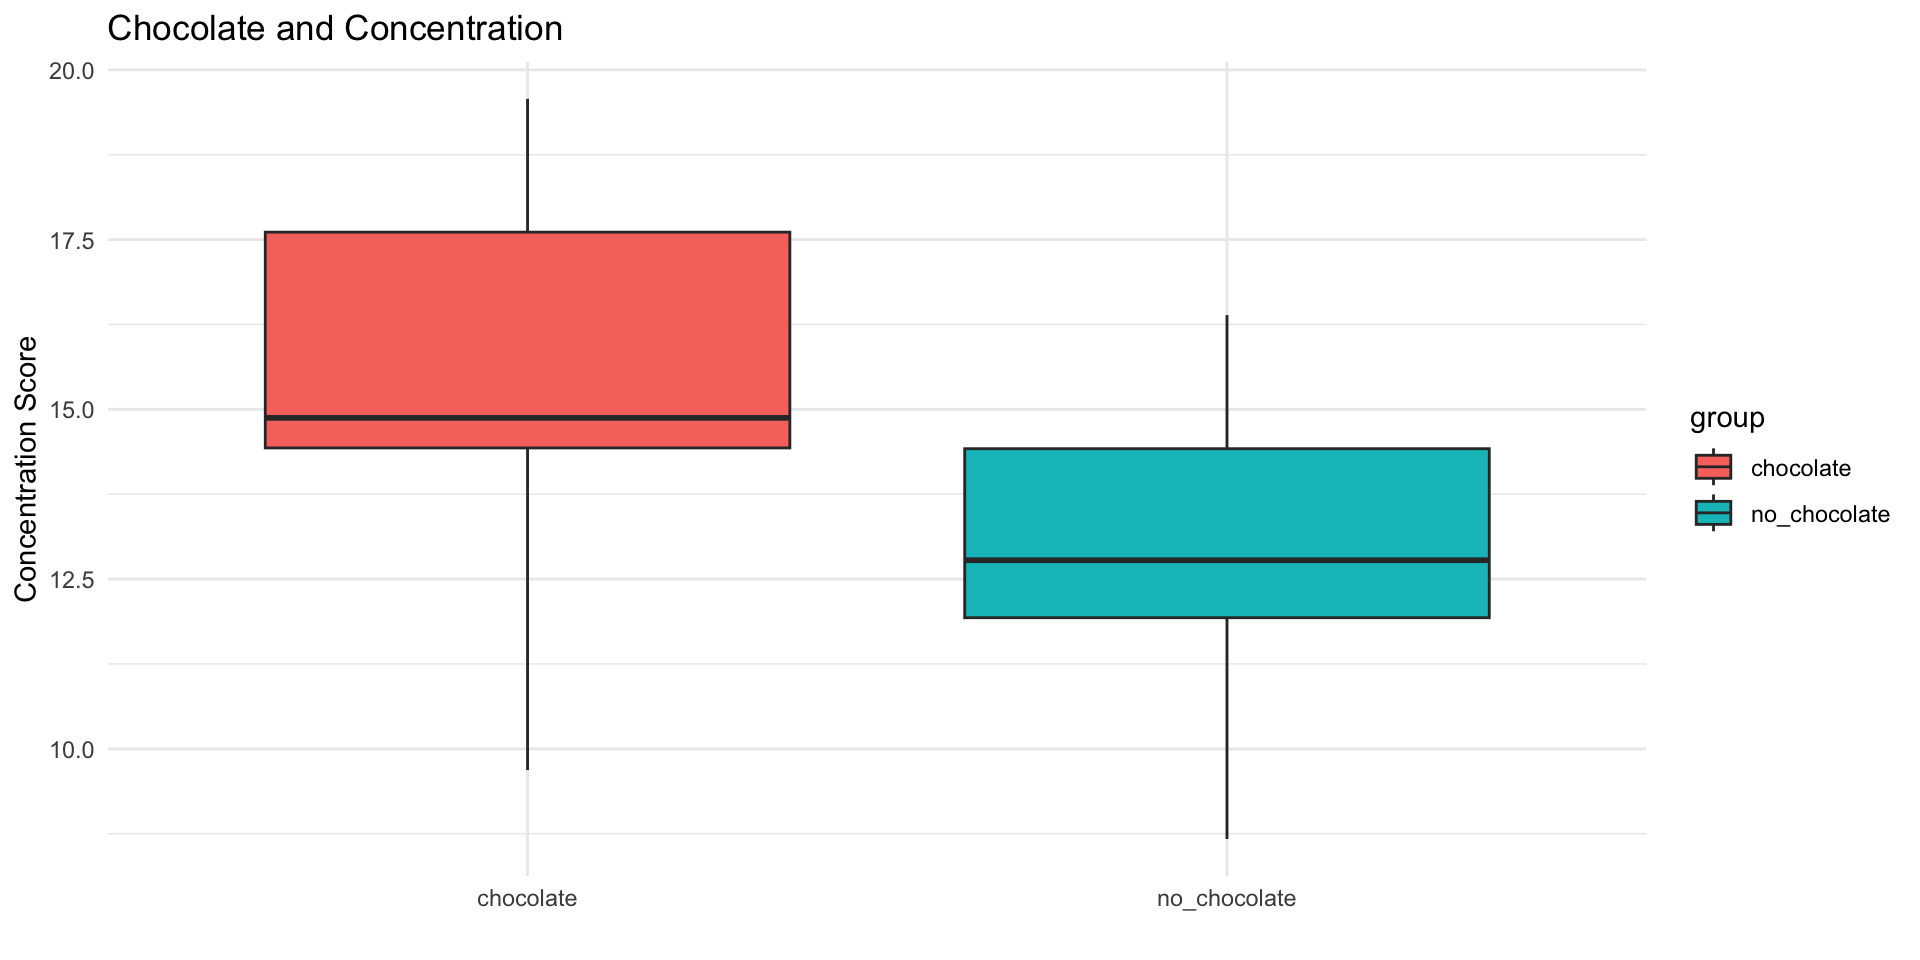 Chocolate and Concentration
20.0
17.5
15.0
12.5
10.0
Concentration Score
chocolate
no_chocolate
group
chocolate
no_chocolate